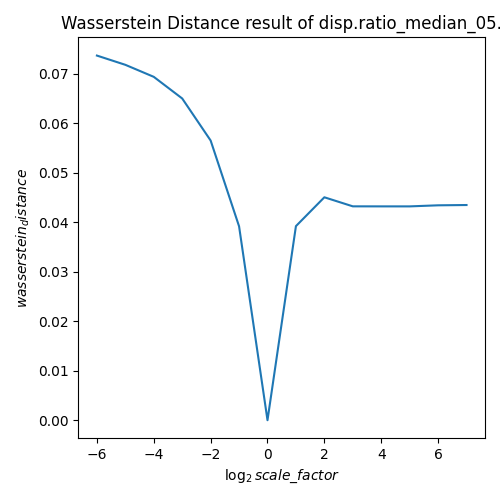 Wasserstein Distance result of disp.ratio_median_05.
0.07
0.06
0.05
0.04
0.03
0.02
0.01
0.00
wasserstein_distance
−6 −4 −2 0 2 4 6
log₂ scale_factor